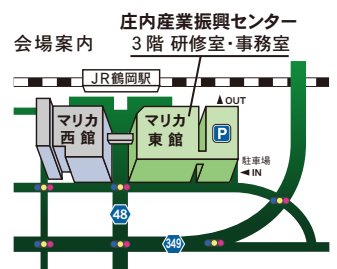 庄内産業振興センター
会場案内
3階 研修室・事務室
JR鶴岡駅
▲OUT
マリカ
西館
マリカ
東館
P
駐車場
◀IN
48
349